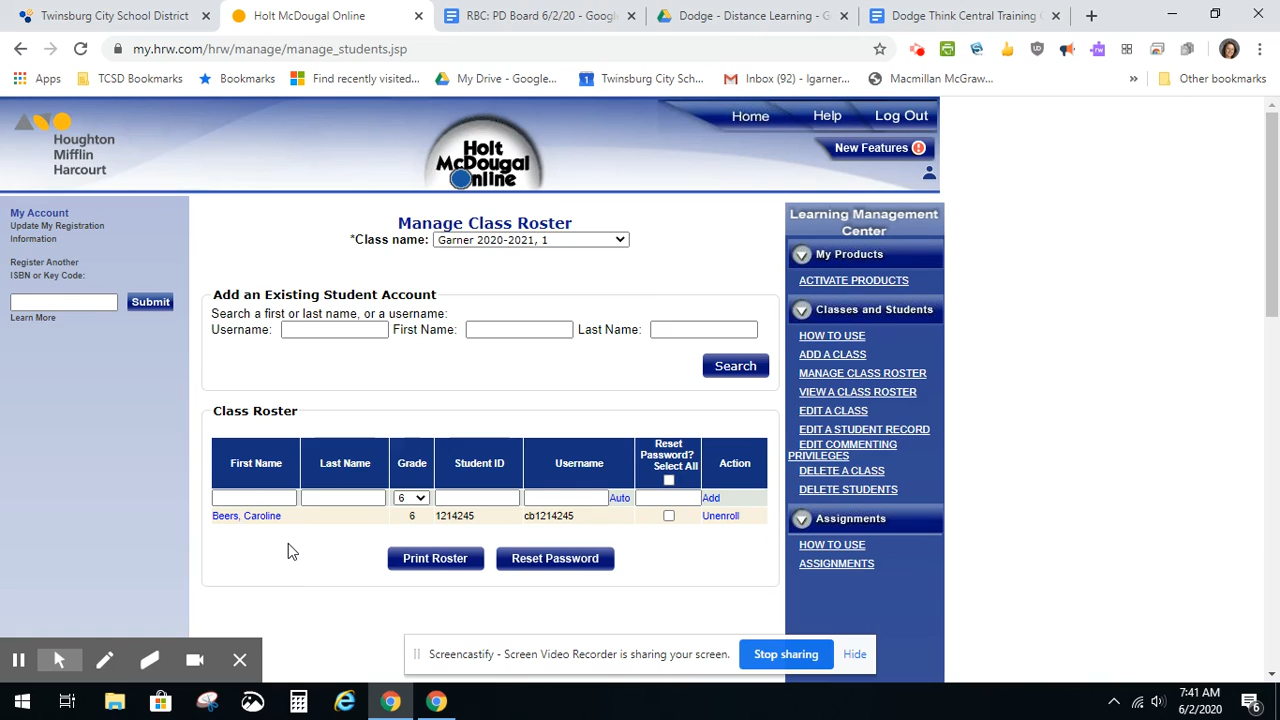 Twinsburg City School Dist
Holt McDougal Online
RBC: PD Board 6/2/20 - Googl
Dodge - Distance Learning - G
Dodge Think Central Training
my.hrw.com/hrw/manage/manage_students.jsp
Apps
TCSD Bookmarks
Bookmarks
Find recently visited...
My Drive - Google...
Twinsburg City Sch...
Inbox (92) - lgarner...
Macmillan McGraw...
»
Other bookmarks
Houghton
Mifflin
Harcourt
Holt
McDougal
Online
Home
Help
Log Out
New Features
My Account
Update My Registration
Information
Register Another
ISBN or Key Code:
Submit
Learn More
Manage Class Roster
*Class name: Garner 2020-2021, 1
Add an Existing Student Account
Search a first or last name, or a username:
Username: First Name: Last Name:
Search
Class Roster
First Name Last Name Grade Student ID Username Reset Password? Select All Action
6 Auto Add
Beers, Caroline 6 1214245 cb1214245 Unenroll
Print Roster Reset Password
Learning Management
Center
My Products
ACTIVATE PRODUCTS
Classes and Students
HOW TO USE
ADD A CLASS
MANAGE CLASS ROSTER
VIEW A CLASS ROSTER
EDIT A CLASS
EDIT A STUDENT RECORD
EDIT COMMENTING
PRIVILEGES
DELETE A CLASS
DELETE STUDENTS
Assignments
HOW TO USE
ASSIGNMENTS
Screencastify - Screen Video Recorder is sharing your screen.
Stop sharing
Hide
7:41 AM
6/2/2020
6